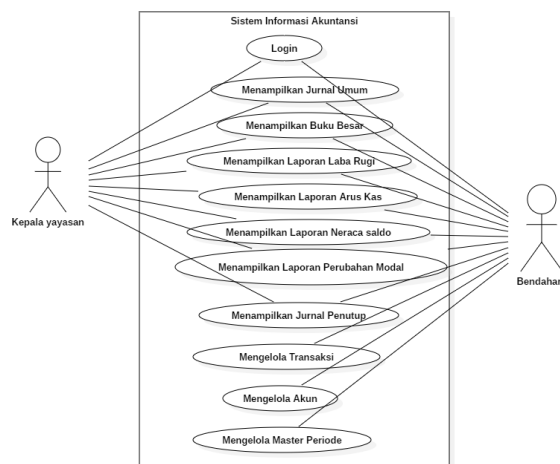 Sistem Informasi Akuntansi
Login
Menampilkan Jurnal Umum
Menampilkan Buku Besar
Menampilkan Laporan Laba Rugi
Menampilkan Laporan Arus Kas
Menampilkan Laporan Neraca saldo
Menampilkan Laporan Perubahan Modal
Menampilkan Jurnal Penutup
Mengelola Transaksi
Mengelola Akun
Mengelola Master Periode
Kepala yayasan
Bendahar